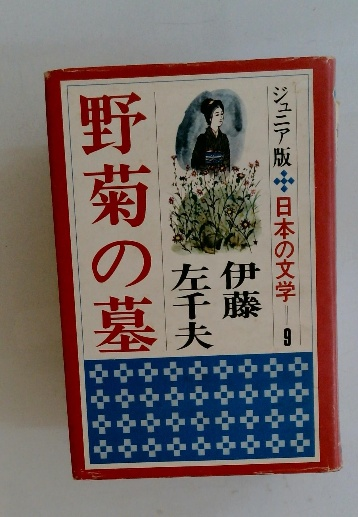 ジュニア版 日本の文学 9
伊藤
左千夫
野菊の墓